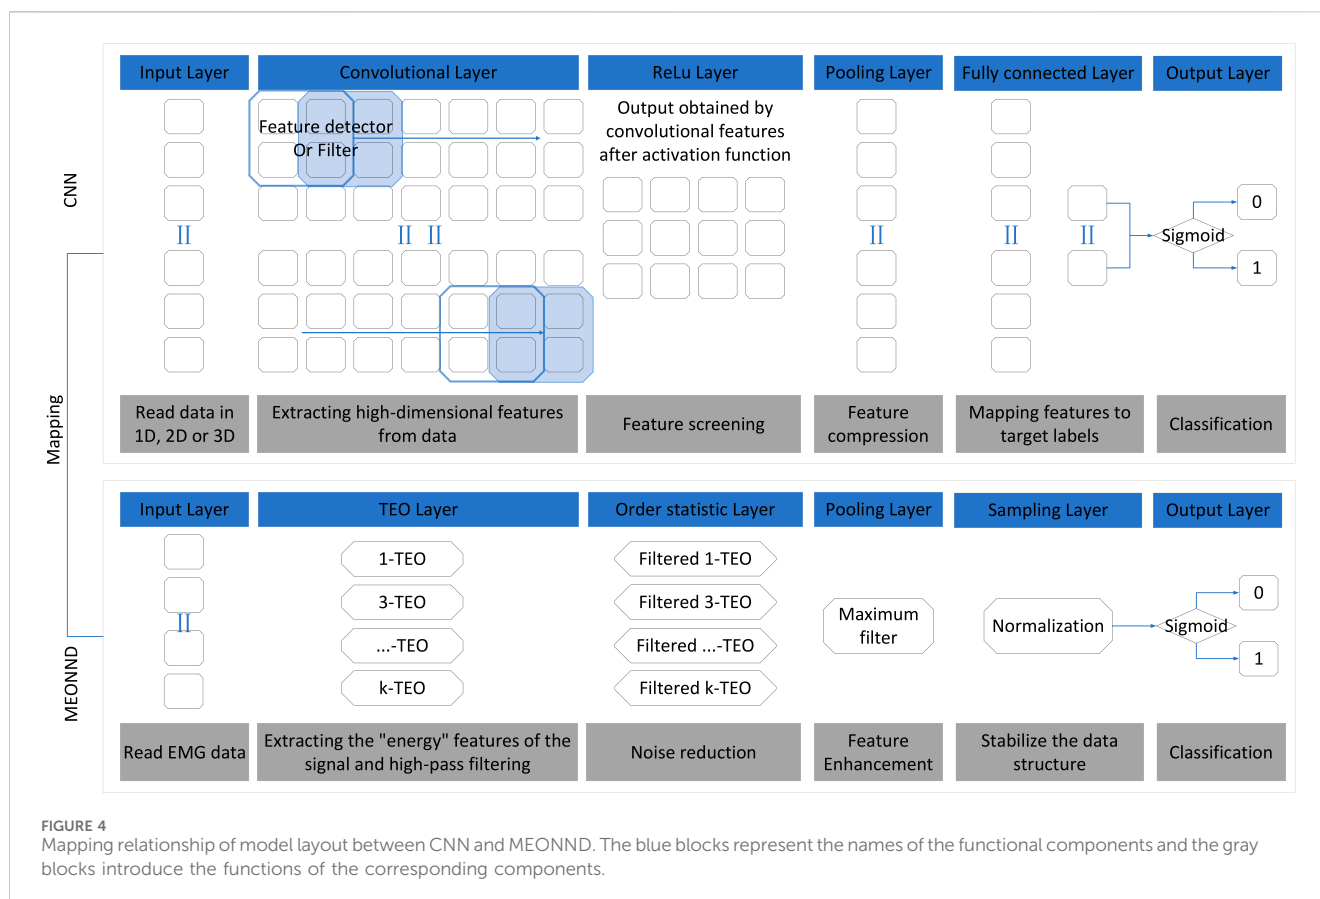 Input Layer
Convolutional Layer
ReLu Layer
Pooling Layer
Fully connected Layer
Output Layer
Feature detector
Or Filter
Output obtained by
convolutional features
after activation function
CNN
Sigmoid
0
1
Read data in
1D, 2D or 3D
Extracting high-dimensional features
from data
Feature screening
Feature
compression
Mapping features to
target labels
Classification
Mapping
Input Layer
TEO Layer
Order statistic Layer
Pooling Layer
Sampling Layer
Output Layer
MEONND
1-TEO
3-TEO
...-TEO
k-TEO
Filtered 1-TEO
Filtered 3-TEO
Filtered ...-TEO
Filtered k-TEO
Maximum
filter
Normalization
Sigmoid
0
1
Read EMG data
Extracting the "energy" features of the
signal and high-pass filtering
Noise reduction
Feature
Enhancement
Stabilize the data
structure
Classification
FIGURE 4
Mapping relationship of model layout between CNN and MEONND. The blue blocks represent the names of the functional components and the gray
blocks introduce the functions of the corresponding components.